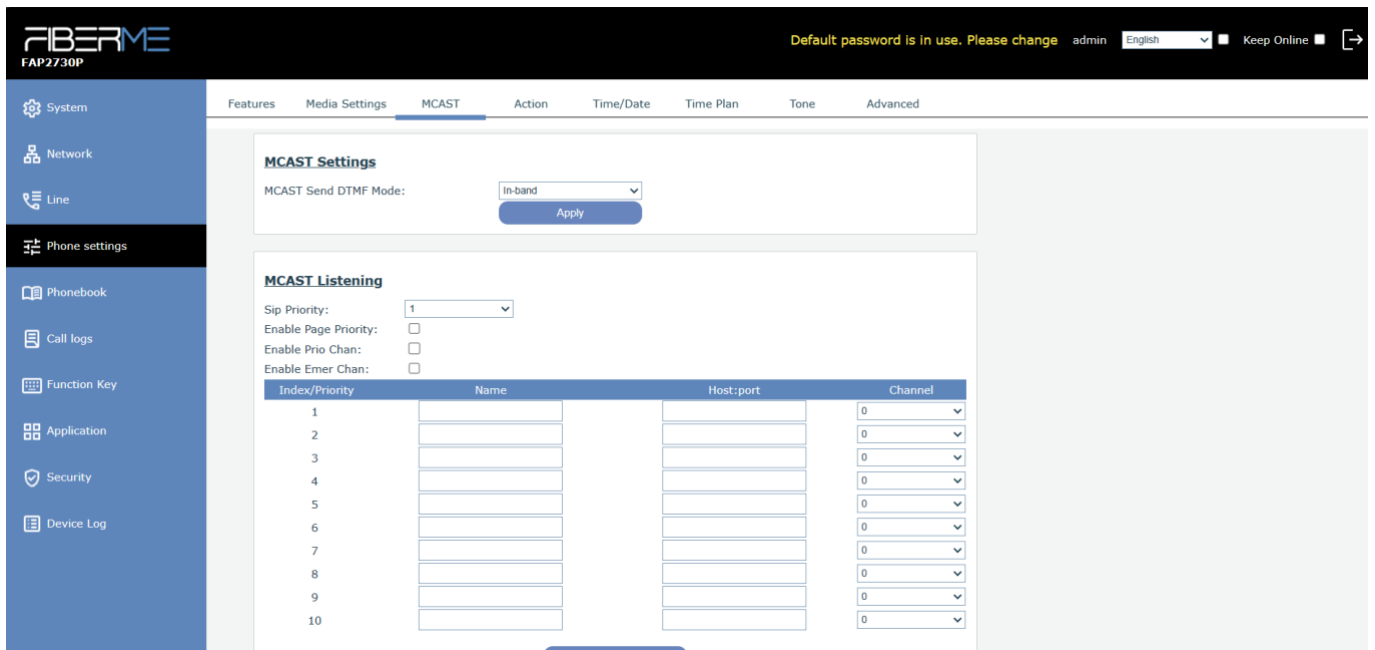 FIBERME
FAP2730P
Default password is in use. Please change admin English Keep Online
System
Network
Line
Phone settings
Phonebook
Call logs
Function Key
Application
Security
Device Log
Features Media Settings MCAST Action Time/Date Time Plan Tone Advanced
MCAST Settings
MCAST Send DTMF Mode: In-band
Apply
MCAST Listening
Sip Priority: 1
Enable Page Priority:
Enable Prio Chan:
Enable Emer Chan:
Index/Priority Name Host:port Channel
1 0
2 0
3 0
4 0
5 0
6 0
7 0
8 0
9 0
10 0